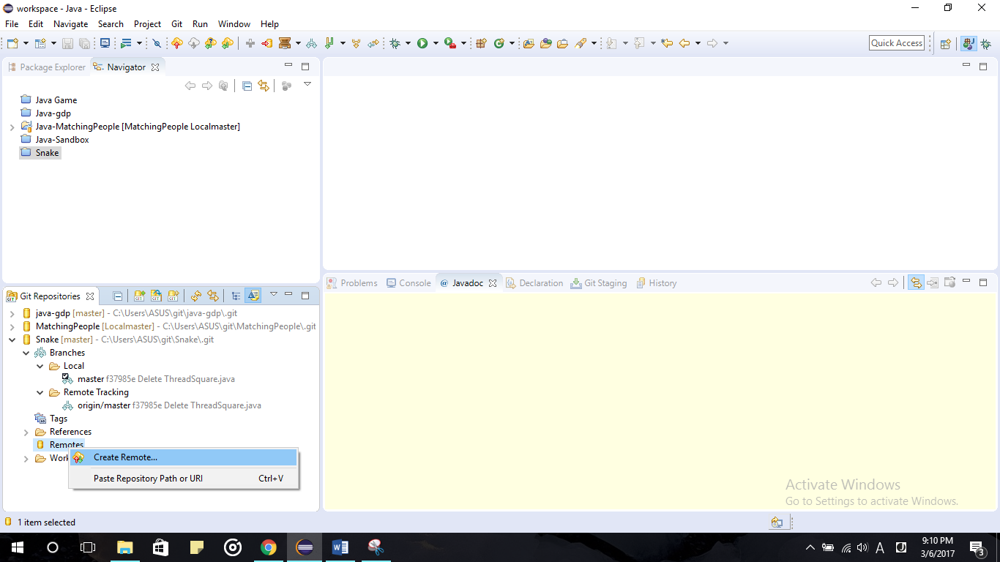 workspace - Java - Eclipse
File Edit Navigate Search Project Git Run Window Help
Quick Access
Package Explorer Navigator
Java Game
Java-gdp
Java-MatchingPeople [MatchingPeople Localmaster]
Java-Sandbox
Snake
Git Repositories
java-gdp [master] - C:\Users\ASUS\git\java-gdp\.git
MatchingPeople [Localmaster] - C:\Users\ASUS\git\MatchingPeople\.git
Snake [master] - C:\Users\ASUS\git\Snake\.git
Branches
Local
master f37985e Delete ThreadSquare.java
Remote Tracking
origin/master f37985e Delete ThreadSquare.java
Tags
References
Remotes
Work
Create Remote...
Paste Repository Path or URI Ctrl+V
Problems Console @ Javadoc Declaration Git Staging History
Activate Windows
Go to Settings to activate Windows.
1 item selected
A
9:10 PM
3/6/2017
3